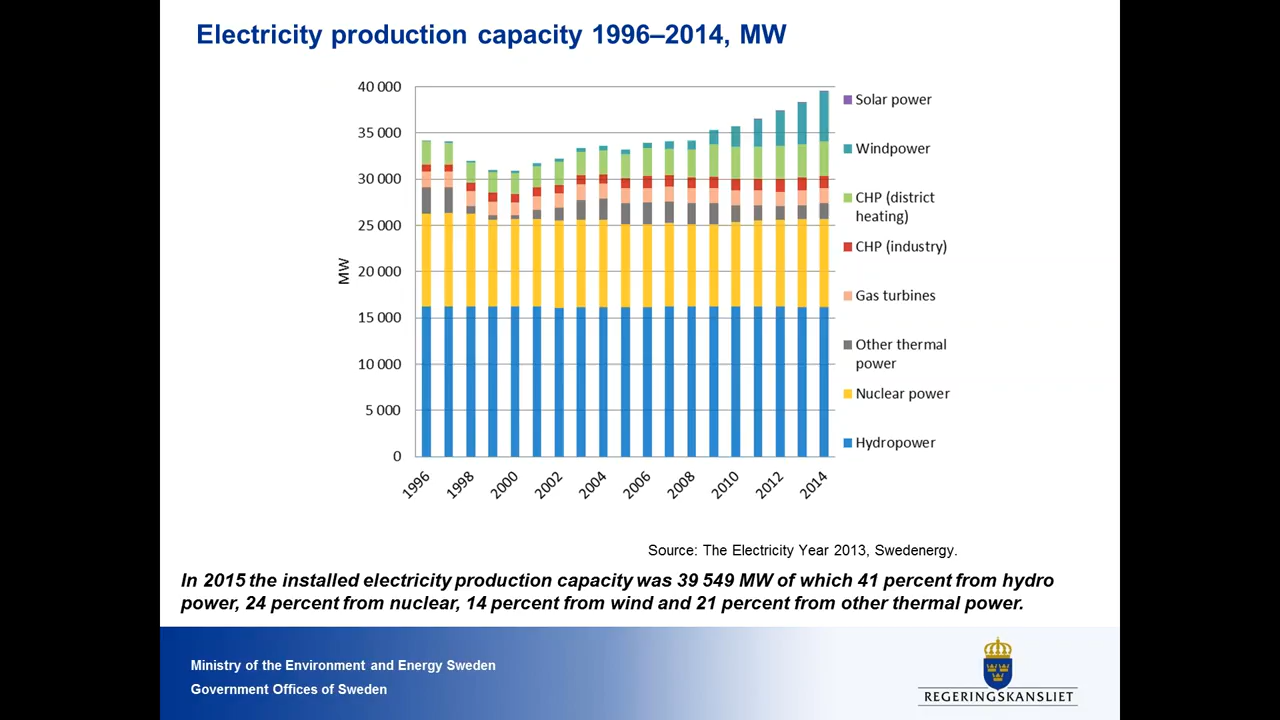 Electricity production capacity 1996–2014, MW
40 000
35 000
30 000
25 000
20 000
15 000
10 000
5 000
0
MW
1996
1998
2000
2002
2004
2006
2008
2010
2012
2014
Solar power
Windpower
CHP (district
heating)
CHP (industry)
Gas turbines
Other thermal
power
Nuclear power
Hydropower
Source: The Electricity Year 2013, Swedenergy.
In 2015 the installed electricity production capacity was 39 549 MW of which 41 percent from hydro
power, 24 percent from nuclear, 14 percent from wind and 21 percent from other thermal power.
Ministry of the Environment and Energy Sweden
Government Offices of Sweden
REGERINGSKANSLIET